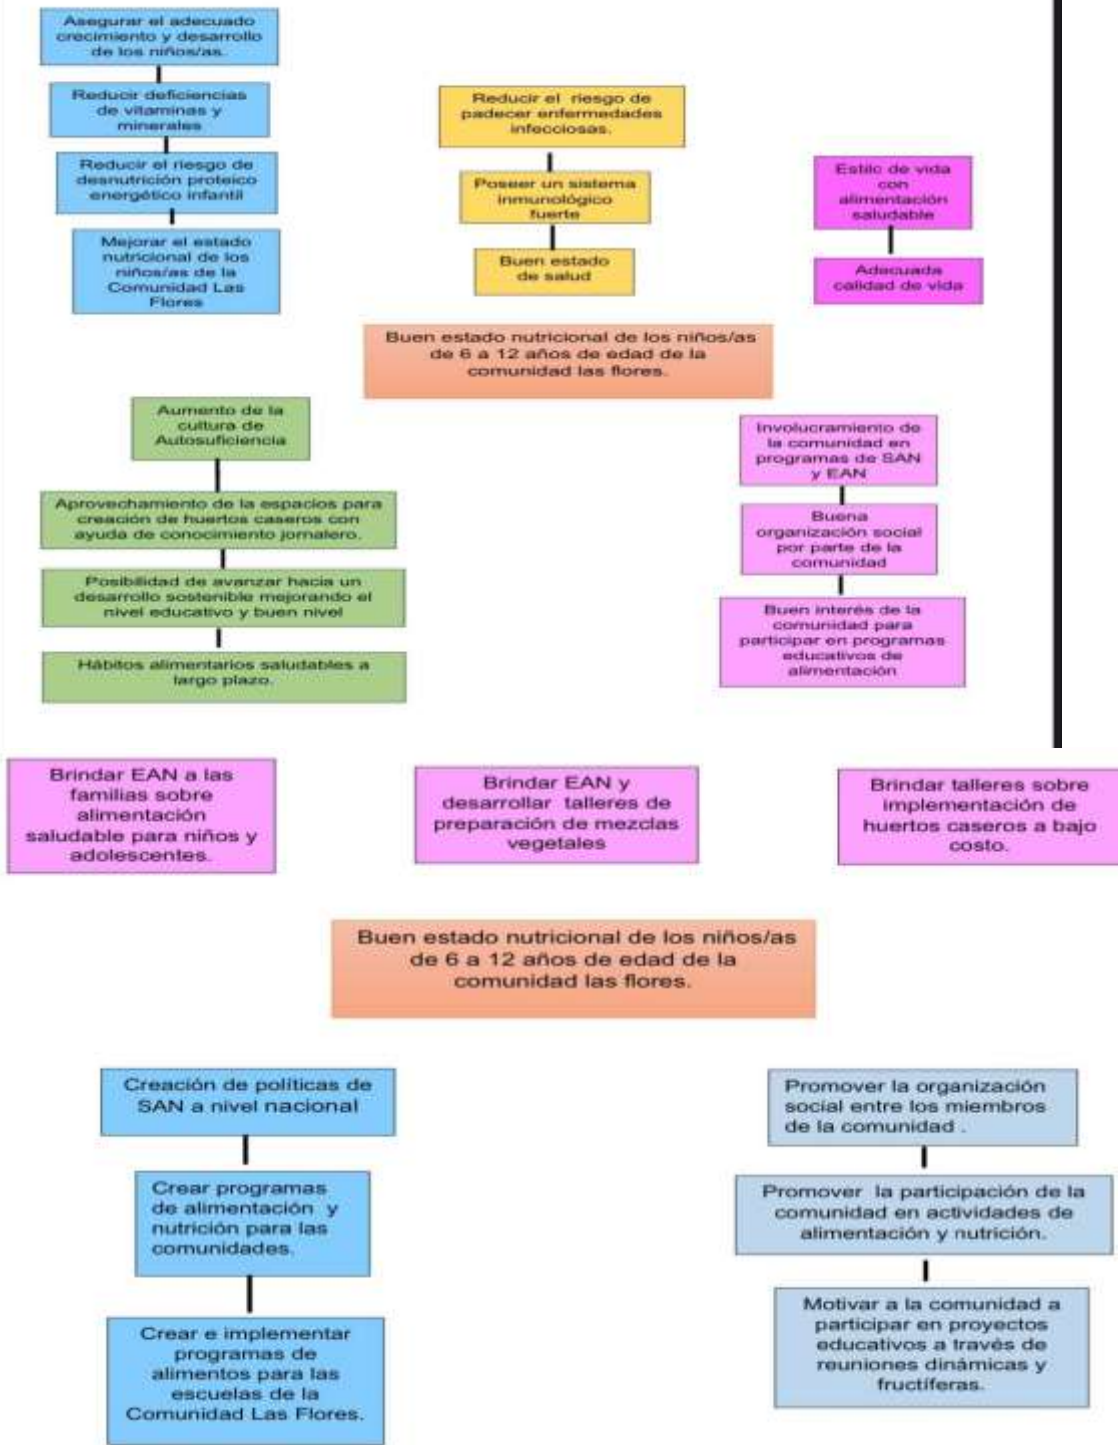 Asegurar el adecuado
crecimiento y desarrollo
de los niños/as.
Reducir deficiencias
de vitaminas y
minerales
Reducir el riesgo de
desnutrición proteico
energético infantil
Mejorar el estado
nutricional de los
niños/as de la
Comunidad Las
Flores
Reducir el riesgo de
padecer enfermedades
infecciosas.
Poseer un sistema
inmunológico
fuerte
Buen estado
de salud
Estilo de vida
con
alimentación
saludable
Adecuada
calidad de vida
Buen estado nutricional de los niños/as
de 6 a 12 años de edad de la
comunidad las flores.
Aumento de la
cultura de
Autosuficiencia
Aprovechamiento de la espacios para
creación de huertos caseros con
ayuda de conocimiento jornalero.
Posibilidad de avanzar hacia un
desarrollo sostenible mejorando el
nivel educativo y buen nivel
Hábitos alimentarios saludables a
largo plazo.
Involucramiento de
la comunidad en
programas de SAN
y EAN
Buena
organización social
por parte de la
comunidad
Buen interés de la
comunidad para
participar en programas
educativos de
alimentación
Brindar EAN a las
familias sobre
alimentación
saludable para niños y
adolescentes.
Brindar EAN y
desarrollar talleres de
preparación de mezclas
vegetales
Brindar talleres sobre
implementación de
huertos caseros a bajo
costo.
Buen estado nutricional de los niños/as
de 6 a 12 años de edad de la
comunidad las flores.
Creación de políticas de
SAN a nivel nacional
Crear programas
de alimentación y
nutrición para las
comunidades.
Crear e implementar
programas de
alimentos para las
escuelas de la
Comunidad Las Flores.
Promover la organización
social entre los miembros
de la comunidad .
Promover la participación de la
comunidad en actividades de
alimentación y nutrición.
Motivar a la comunidad a
participar en proyectos
educativos a través de
reuniones dinámicas y
fructíferas.